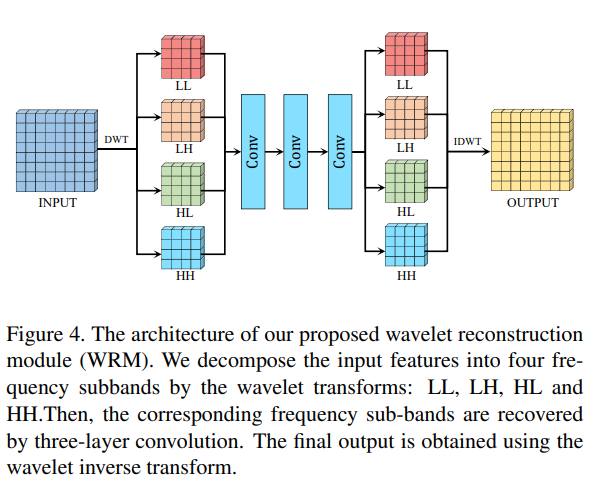 LL
LL
DWT
LH
Conv
Conv
Conv
LH
IDWT
INPUT
HL
HL
OUTPUT
HH
HH
Figure 4. The architecture of our proposed wavelet reconstruction
module (WRM). We decompose the input features into four fre-
quency subbands by the wavelet transforms: LL, LH, HL and
HH.Then, the corresponding frequency sub-bands are recovered
by three-layer convolution. The final output is obtained using the
wavelet inverse transform.